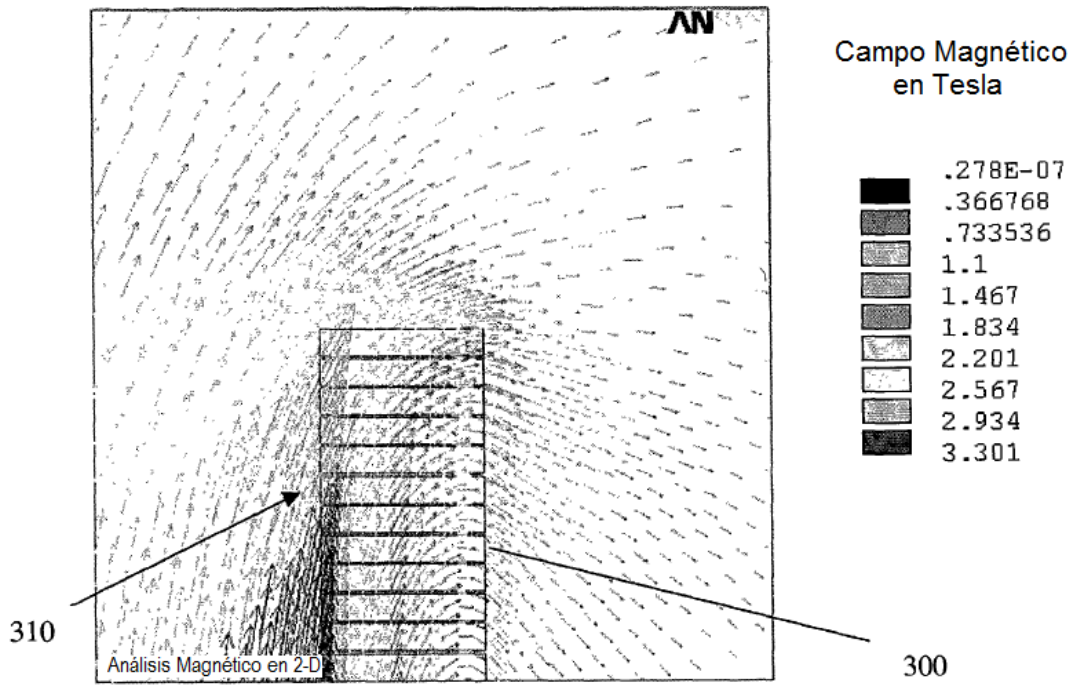 ΛN
Campo Magnético
en Tesla
.278E-07
.366768
.733536
1.1
1.467
1.834
2.201
2.567
2.934
3.301
310
Análisis Magnético en 2-D
300